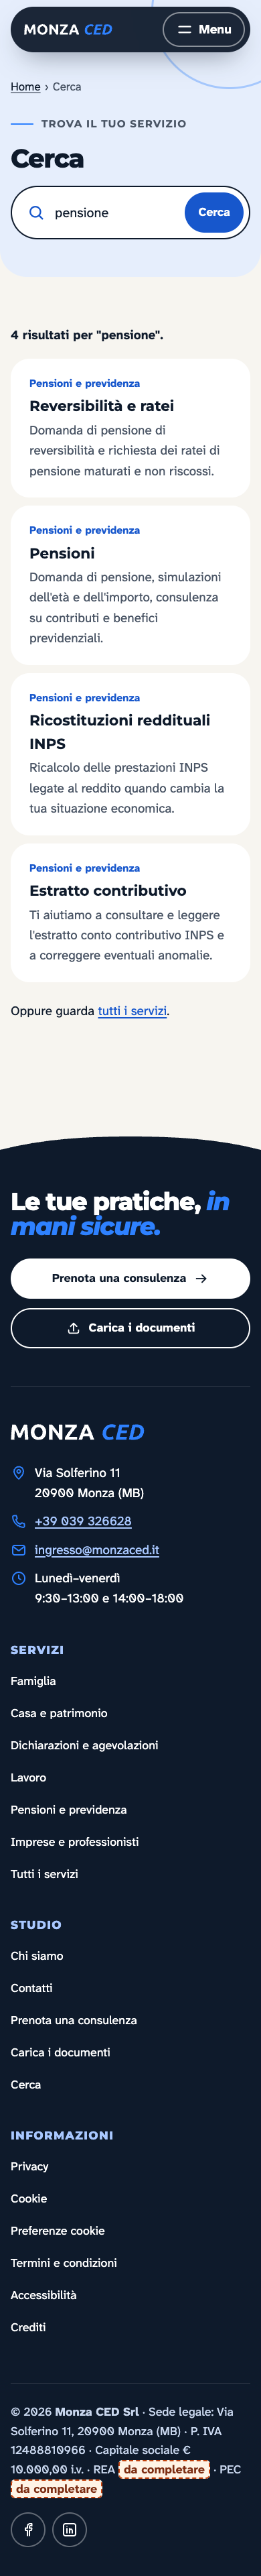 MONZA CED
Menu
Home › Cerca
TROVA IL TUO SERVIZIO
Cerca
pensione
Cerca
4 risultati per "pensione".
Pensioni e previdenza
Reversibilità e ratei
Domanda di pensione di
reversibilità e richiesta dei ratei di
pensione maturati e non riscossi.
Pensioni e previdenza
Pensioni
Domanda di pensione, simulazioni
dell'età e dell'importo, consulenza
su contributi e benefici
previdenziali.
Pensioni e previdenza
Ricostituzioni reddituali
INPS
Ricalcolo delle prestazioni INPS
legate al reddito quando cambia la
tua situazione economica.
Pensioni e previdenza
Estratto contributivo
Ti aiutiamo a consultare e leggere
l'estratto conto contributivo INPS e
a correggere eventuali anomalie.
Oppure guarda tutti i servizi.
Le tue pratiche, in
mani sicure.
Prenota una consulenza
Carica i documenti
MONZA CED
Via Solferino 11
20900 Monza (MB)
+39 039 326628
ingresso@monzaced.it
Lunedì–venerdì
9:30–13:00 e 14:00–18:00
SERVIZI
Famiglia
Casa e patrimonio
Dichiarazioni e agevolazioni
Lavoro
Pensioni e previdenza
Imprese e professionisti
Tutti i servizi
STUDIO
Chi siamo
Contatti
Prenota una consulenza
Carica i documenti
Cerca
INFORMAZIONI
Privacy
Cookie
Preferenze cookie
Termini e condizioni
Accessibilità
Crediti
© 2026 Monza CED Srl · Sede legale: Via
Solferino 11, 20900 Monza (MB) · P. IVA
12488810966 · Capitale sociale €
10.000,00 i.v. · REA da completare · PEC
da completare